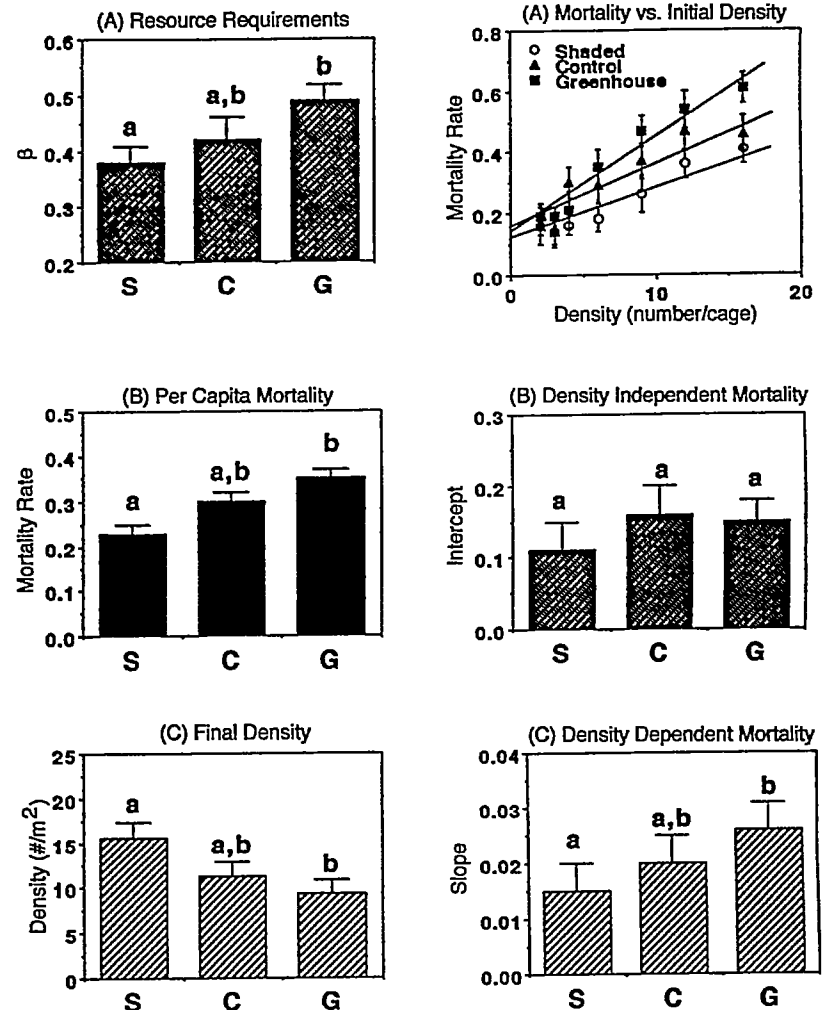 (A) Resource Requirements
0.6
0.5
0.4
0.3
0.2
β
a
a,b
b
S C G
(B) Per Capita Mortality
0.5
0.4
0.3
0.2
0.1
0.0
Mortality Rate
a
a,b
b
S C G
(C) Final Density
25
20
15
10
5
0
Density (#/m²)
a
a,b
b
S C G
(A) Mortality vs. Initial Density
0.8
0.6
0.4
0.2
0.0
Mortality Rate
Shaded
Control
Greenhouse
0 10 20
Density (number/cage)
(B) Density Independent Mortality
0.3
0.2
0.1
0.0
Intercept
a
a
a
S C G
(C) Density Dependent Mortality
0.04
0.03
0.02
0.01
0.00
Slope
a
a,b
b
S C G